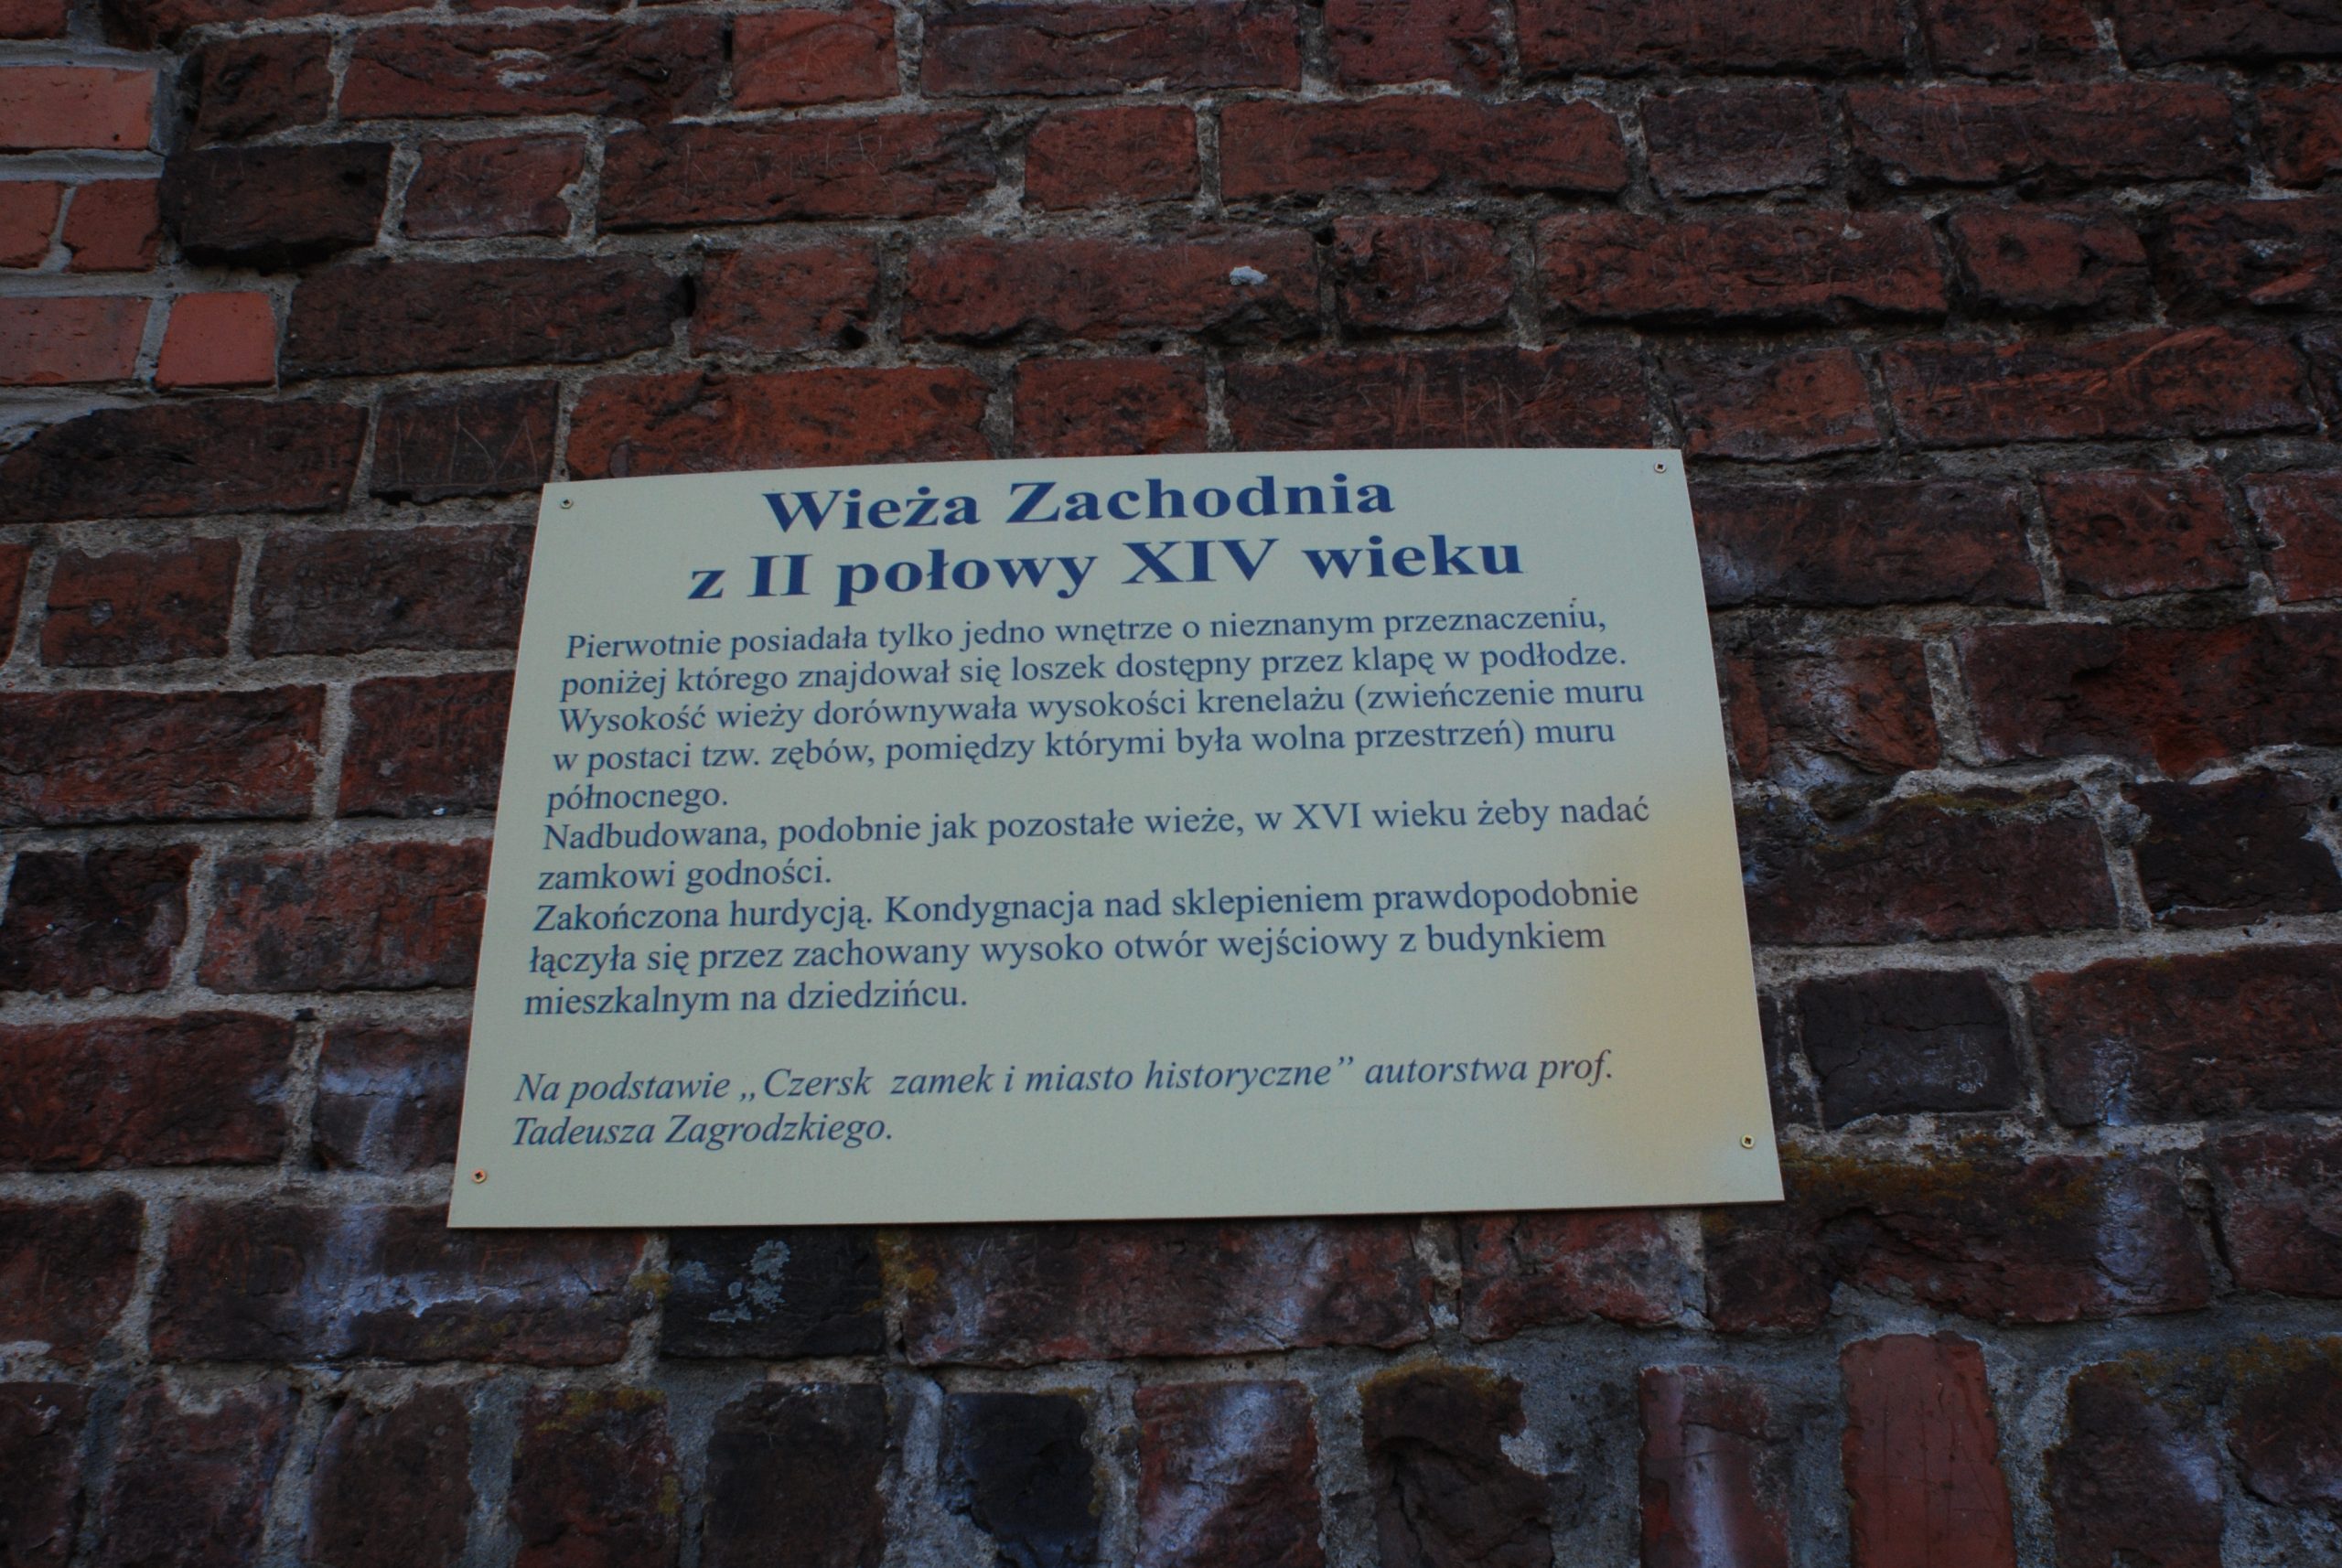 Wieża Zachodnia
z II połowy XIV wieku
Pierwotnie posiadała tylko jedno wnętrze o nieznanym przeznaczeniu,
poniżej którego znajdował się loszek dostępny przez klapę w podłodze.
Wysokość wieży dorównywała wysokości krenelażu (zwieńczenie muru
w postaci tzw. zębów, pomiędzy którymi była wolna przestrzeń) muru
północnego.
Nadbudowana, podobnie jak pozostałe wieże, w XVI wieku żeby nadać
zamkowi godności.
Zakończona hurdycją. Kondygnacja nad sklepieniem prawdopodobnie
łączyła się przez zachowany wysoko otwór wejściowy z budynkiem
mieszkalnym na dziedzińcu.
Na podstawie „Czersk zamek i miasto historyczne” autorstwa prof.
Tadeusza Zagrodzkiego.